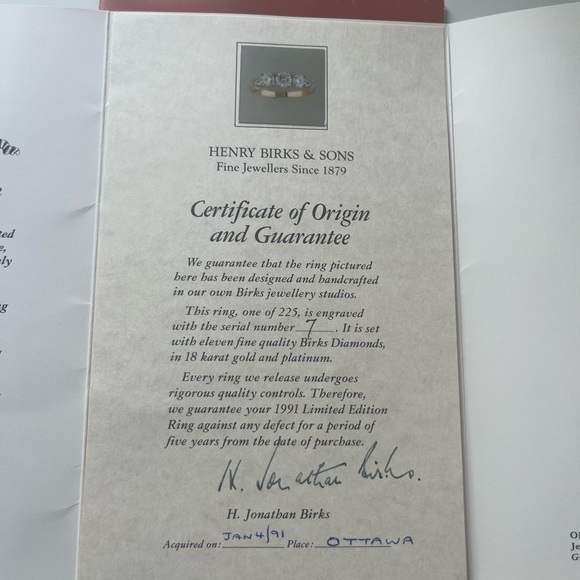 HENRY BIRKS & SONS
Fine Jewellers Since 1879
Certificate of Origin
and Guarantee
We guarantee that the ring pictured
here has been designed and handcrafted
in our own Birks jewellery studios.
This ring, one of 225, is engraved
with the serial number 7. It is set
with eleven fine quality Birks Diamonds,
in 18 karat gold and platinum.
Every ring we release undergoes
rigorous quality controls. Therefore,
we guarantee your 1991 Limited Edition
Ring against any defect for a period of
five years from the date of purchase.
H. Jonathan Birks.
H. Jonathan Birks
Acquired on: JAN 4/91 Place: OTTAWA